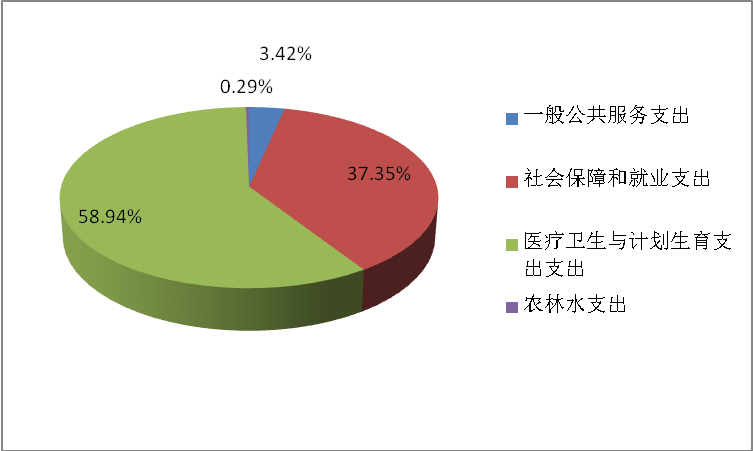 3.42%
0.29%
37.35%
58.94%
一般公共服务支出
社会保障和就业支出
医疗卫生与计划生育支
出支出
农林水支出